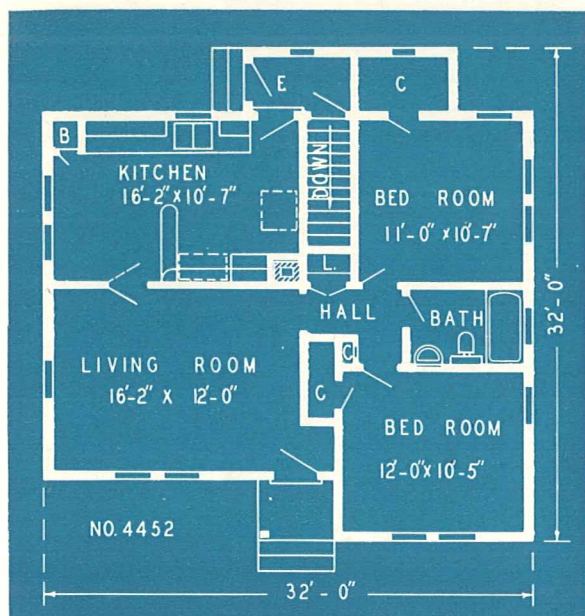 E
C
B
KITCHEN
16'-2" x 10'-7"
DOWN
BED ROOM
11'-0" x 10'-7"
L.
HALL
BATH
32'-0"
LIVING ROOM
16'-2" x 12'-0"
C
C
BED ROOM
12'-0" x 10'-5"
NO. 4452
32'-0"